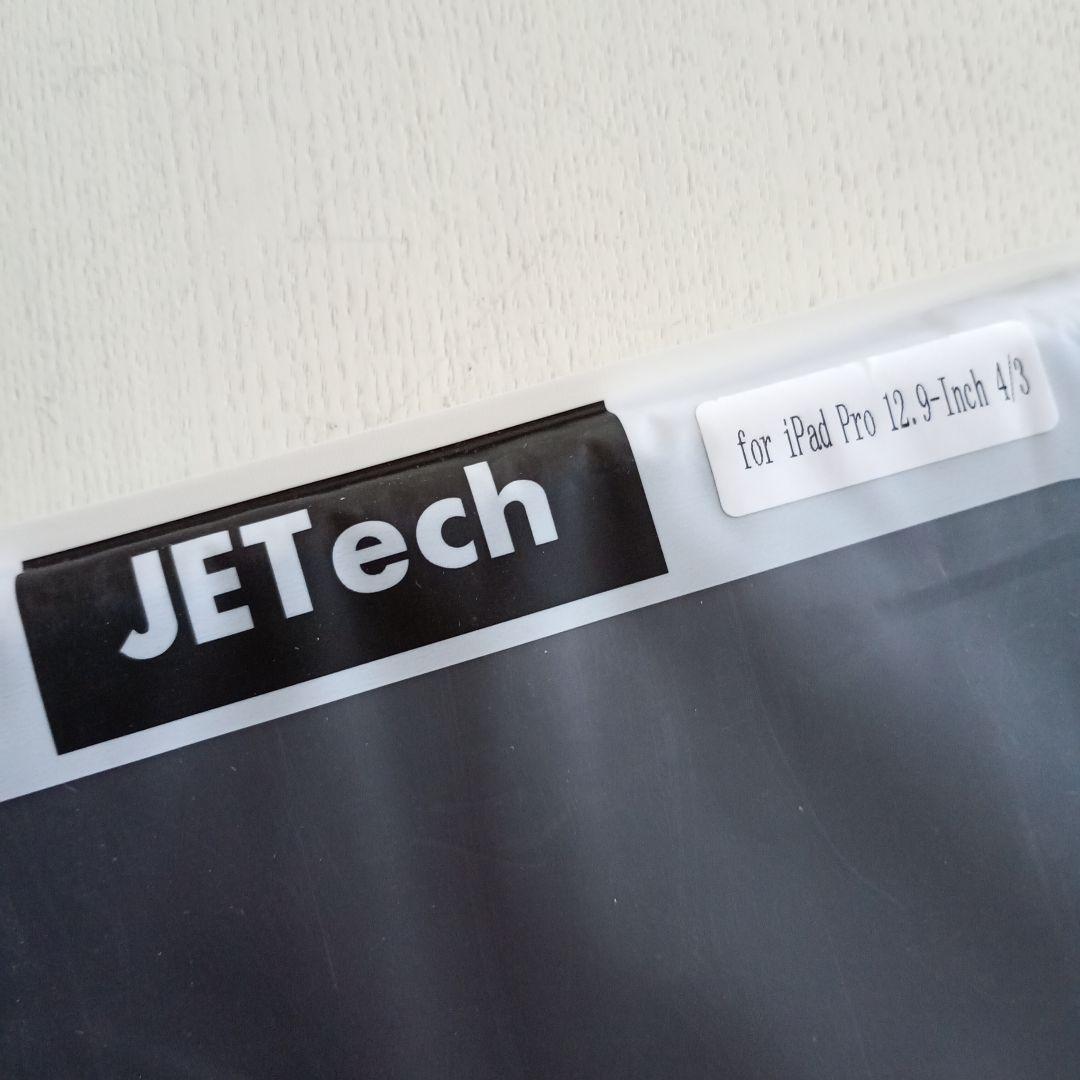 JETech
for iPad Pro 12.9-Inch 4/3